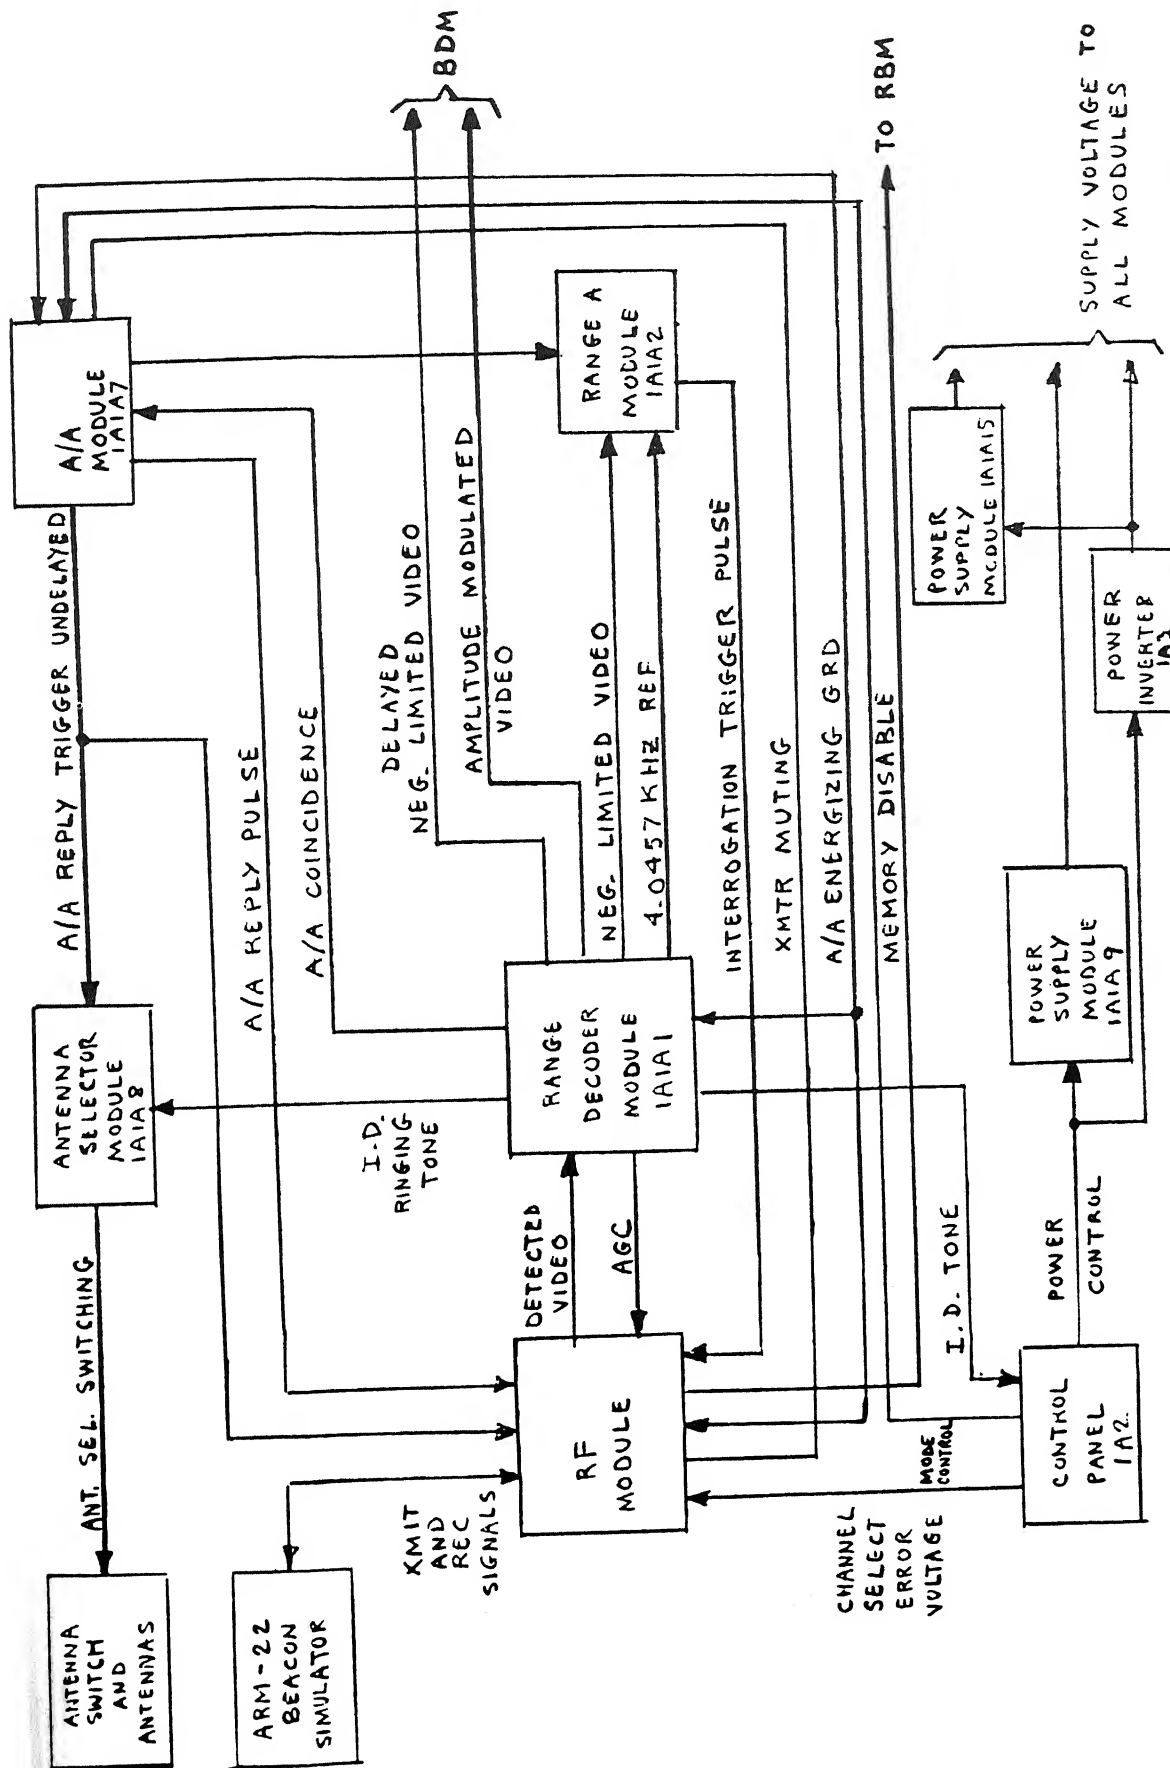 ANTENNA
SWITCH
AND
ANTENNAS
ANT. SEL. SWITCHING
ANTENNA
SELECTOR
MODULE
1A1A8
A/A REPLY TRIGGER UNDELAYED
A/A
MODULE
1A1A7
ARM-22
BEACON
SIMULATOR
A/A REPLY PULSE
A/A COINCIDENCE
I.D.
RINGING
TONE
DELAYED
NEG. LIMITED VIDEO
AMPLITUDE MODULATED
VIDEO
BDM
XMIT
AND
REC
SIGNALS
RF
MODULE
DETECTED
VIDEO
AGC
RANGE
DECODER
MODULE
1A1A1
NEG. LIMITED VIDEO
4.0457 KHZ REF
RANGE A
MODULE
1A1A2
INTERROGATION TRIGGER PULSE
XMTR MUTING
A/A ENERGIZING GRD
MEMORY DISABLE
TO RBM
CHANNEL
SELECT
ERROR
VOLTAGE
MODE
CONTROL
I.D. TONE
CONTROL
PANEL
1A2
POWER
CONTROL
POWER
SUPPLY
MODULE
1A1A9
POWER
SUPPLY
MODULE 1A1A15
POWER
INVERTER
1A3
SUPPLY VOLTAGE TO
ALL MODULES